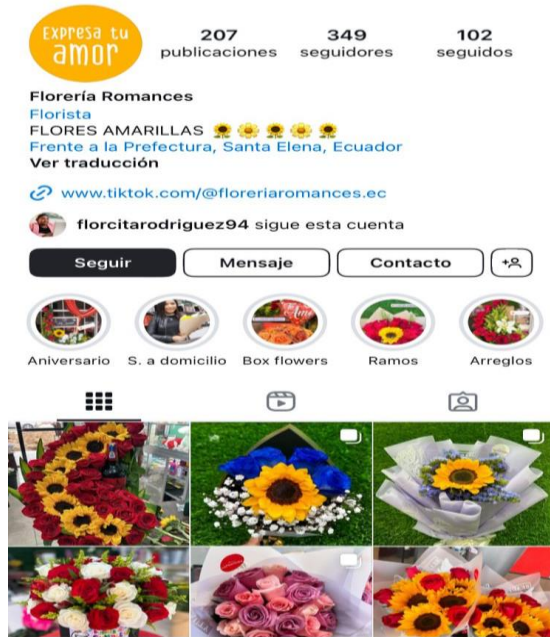 EXPRESA tu
amor
207
publicaciones
349
seguidores
102
seguidos
Florería Romances
Florista
FLORES AMARILLAS 🌻🌼🌻🌼🌻
Frente a la Prefectura, Santa Elena, Ecuador
Ver traducción
www.tiktok.com/@floreriaromances.ec
florcitarodriguez94 sigue esta cuenta
Seguir
Mensaje
Contacto
Aniversario
S. a domicilio
Box flowers
Ramos
Arreglos